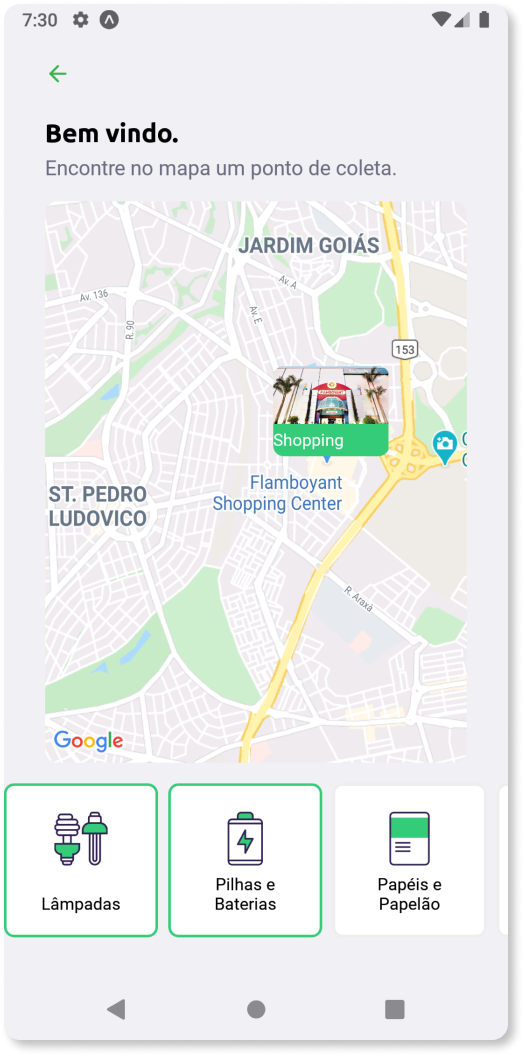 7:30
Bem vindo.
Encontre no mapa um ponto de coleta.
JARDIM GOIÁS
Av. A
Av. 136
R. 90
Av. E
153
Shopping
Flamboyant
Shopping Center
ST. PEDRO
LUDOVICO
R. Araxá
Google
Lâmpadas
Pilhas e
Baterias
Papéis e
Papelão